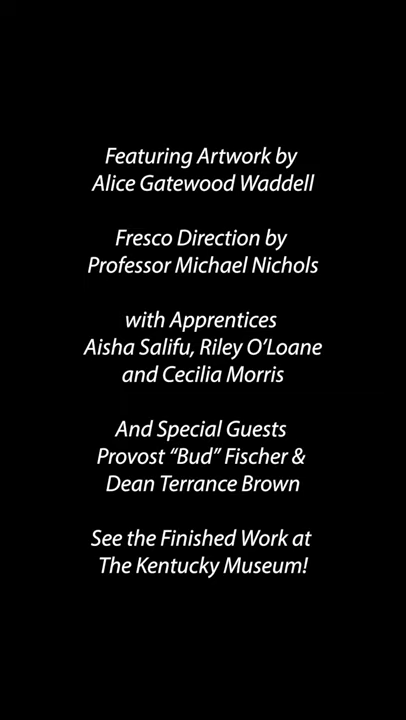 Featuring Artwork by
Alice Gatewood Waddell
Fresco Direction by
Professor Michael Nichols
with Apprentices
Aisha Salifu, Riley O’Loane
and Cecilia Morris
And Special Guests
Provost “Bud” Fischer &
Dean Terrance Brown
See the Finished Work at
The Kentucky Museum!